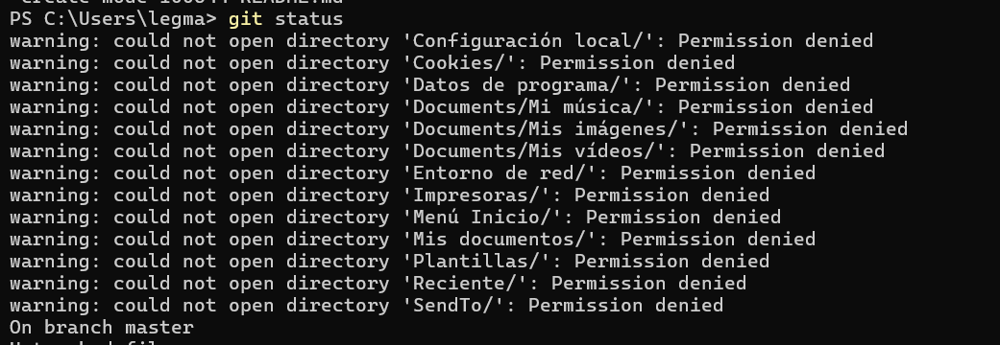 create mode 100644 README.md
PS C:\Users\legma> git status
warning: could not open directory 'Configuración local/': Permission denied
warning: could not open directory 'Cookies/': Permission denied
warning: could not open directory 'Datos de programa/': Permission denied
warning: could not open directory 'Documents/Mi música/': Permission denied
warning: could not open directory 'Documents/Mis imágenes/': Permission denied
warning: could not open directory 'Documents/Mis vídeos/': Permission denied
warning: could not open directory 'Entorno de red/': Permission denied
warning: could not open directory 'Impresoras/': Permission denied
warning: could not open directory 'Menú Inicio/': Permission denied
warning: could not open directory 'Mis documentos/': Permission denied
warning: could not open directory 'Plantillas/': Permission denied
warning: could not open directory 'Reciente/': Permission denied
warning: could not open directory 'SendTo/': Permission denied
On branch master